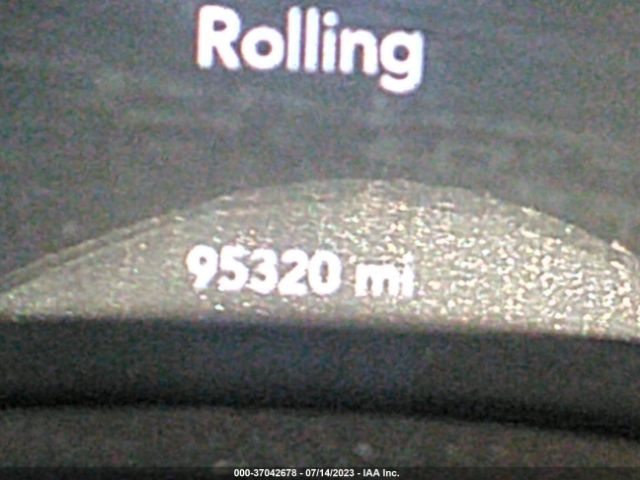 Rolling
95320 mi
000-37042678 - 07/14/2023 - IAA Inc.